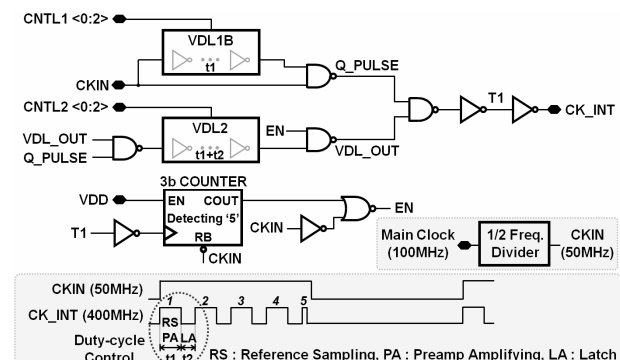 CNTL1 <0:2>
VDL1B
t1
Q_PULSE
CKIN
T1
CK_INT
CNTL2 <0:2>
VDL2
EN
VDL_OUT
Q_PULSE
t1+t2
VDL_OUT
3b COUNTER
VDD
EN COUT
Detecting '5'
EN
T1
RB
CKIN
CKIN
Main Clock
(100MHz)
1/2 Freq.
Divider
CKIN
(50MHz)
CKIN (50MHz)
1 2 3 4 5
CK_INT (400MHz)
RS
Duty-cycle
PA LA
Control
t1 t2
RS : Reference Sampling, PA : Preamp Amplifying, LA : Latch